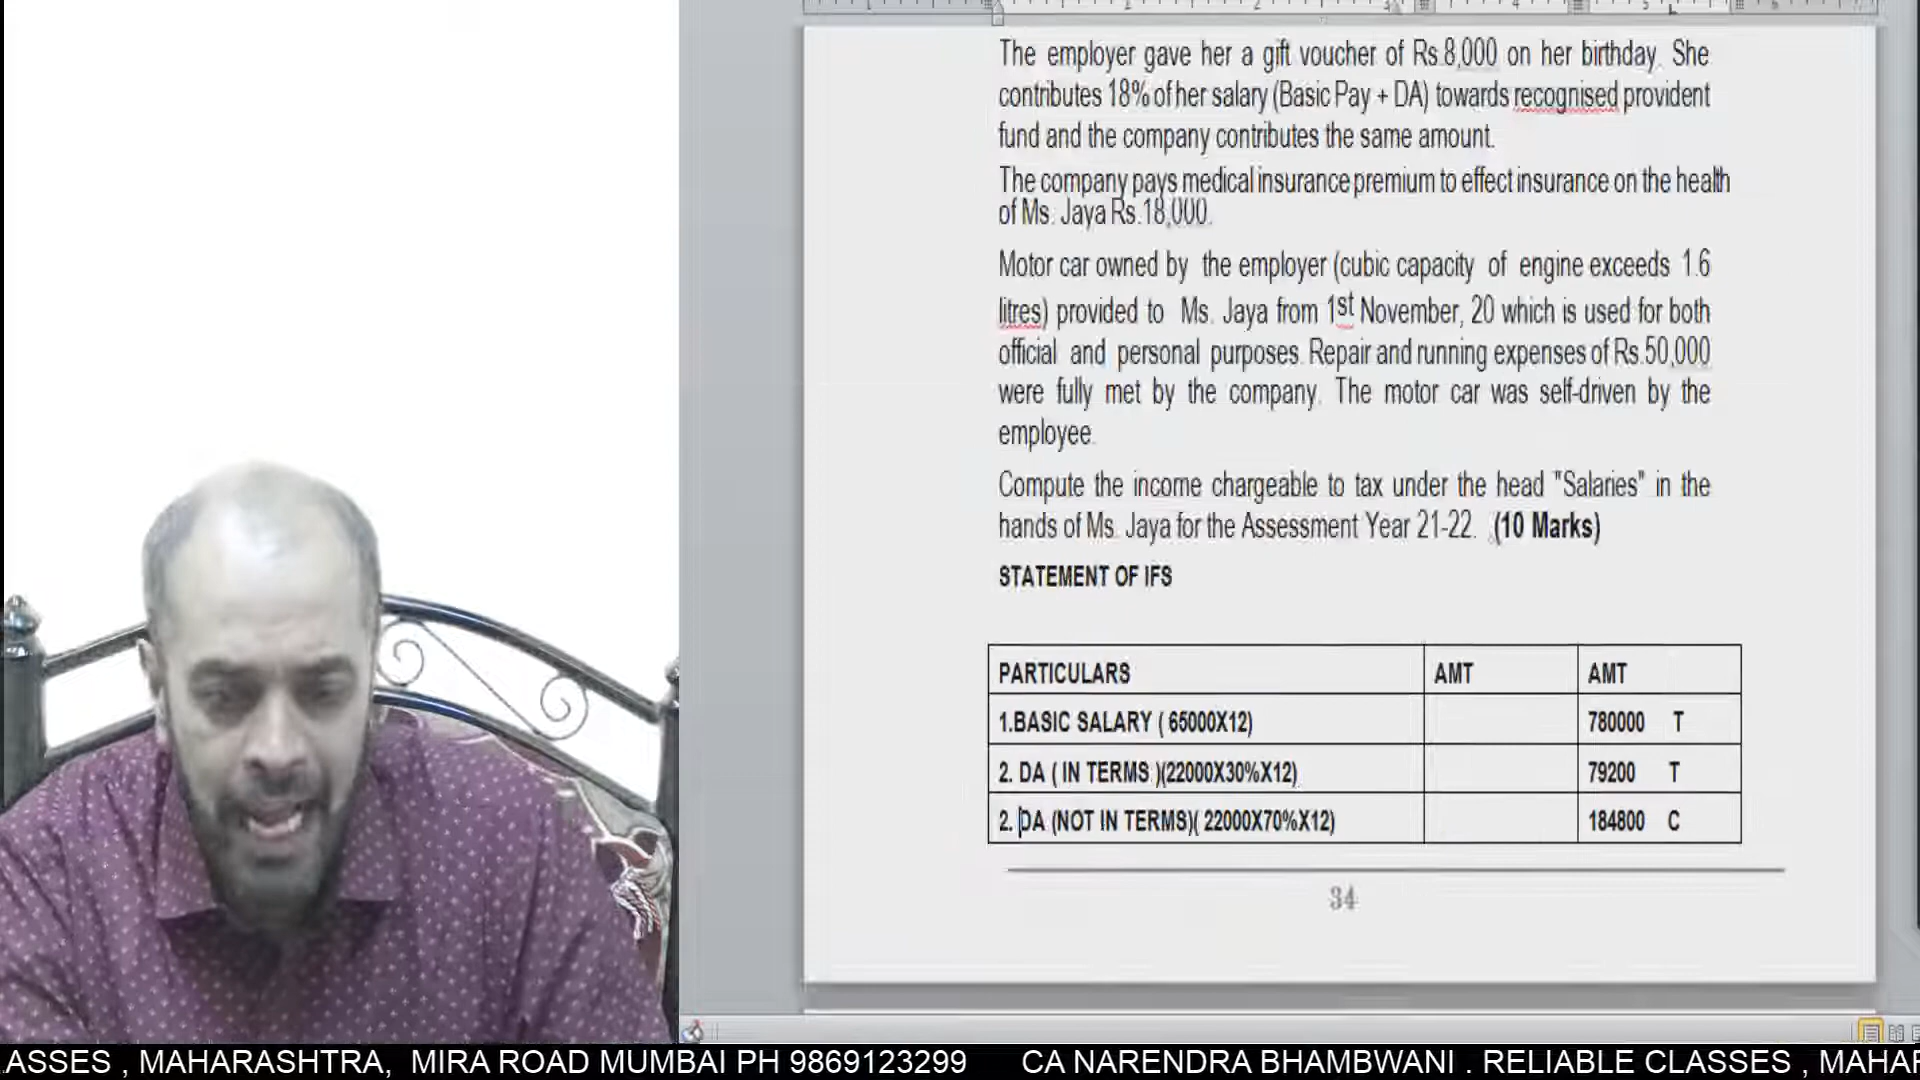 The employer gave her a gift voucher of Rs.8,000 on her birthday. She
contributes 18% of her salary (Basic Pay + DA) towards recognised provident
fund and the company contributes the same amount.
The company pays medical insurance premium to effect insurance on the health
of Ms. Jaya Rs.18,000.
Motor car owned by the employer (cubic capacity of engine exceeds 1.6
litres) provided to Ms. Jaya from 1st November, 20 which is used for both
official and personal purposes. Repair and running expenses of Rs.50,000
were fully met by the company. The motor car was self-driven by the
employee.
Compute the income chargeable to tax under the head "Salaries" in the
hands of Ms. Jaya for the Assessment Year 21-22. (10 Marks)
STATEMENT OF IFS
PARTICULARS AMT AMT
1.BASIC SALARY ( 65000X12) 780000 T
2. DA ( IN TERMS )(22000X30%X12) 79200 T
2. DA (NOT IN TERMS)( 22000X70%X12) 184800 C
34
LASSES , MAHARASHTRA, MIRA ROAD MUMBAI PH 9869123299 CA NARENDRA BHAMBWANI . RELIABLE CLASSES , MAHAR